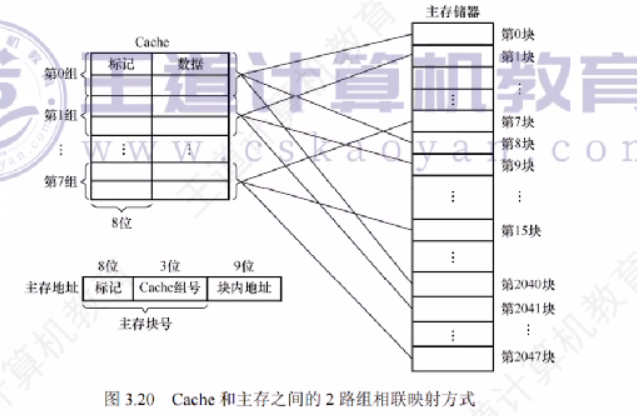 主存储器
Cache
标记 数据
第0组
第1组
⋮ ⋮ ⋮
第7组
8位
第0块
第1块
⋮
第7块
第8块
第9块
⋮ ⋮
第15块
⋮
第2040块
第2041块
⋮ ⋮
第2047块
8位 3位 9位
主存地址 标记 Cache组号 块内地址
主存块号
图 3.20 Cache 和主存之间的 2 路组相联映射方式
王道计算机教育
www.cskaoyan.com